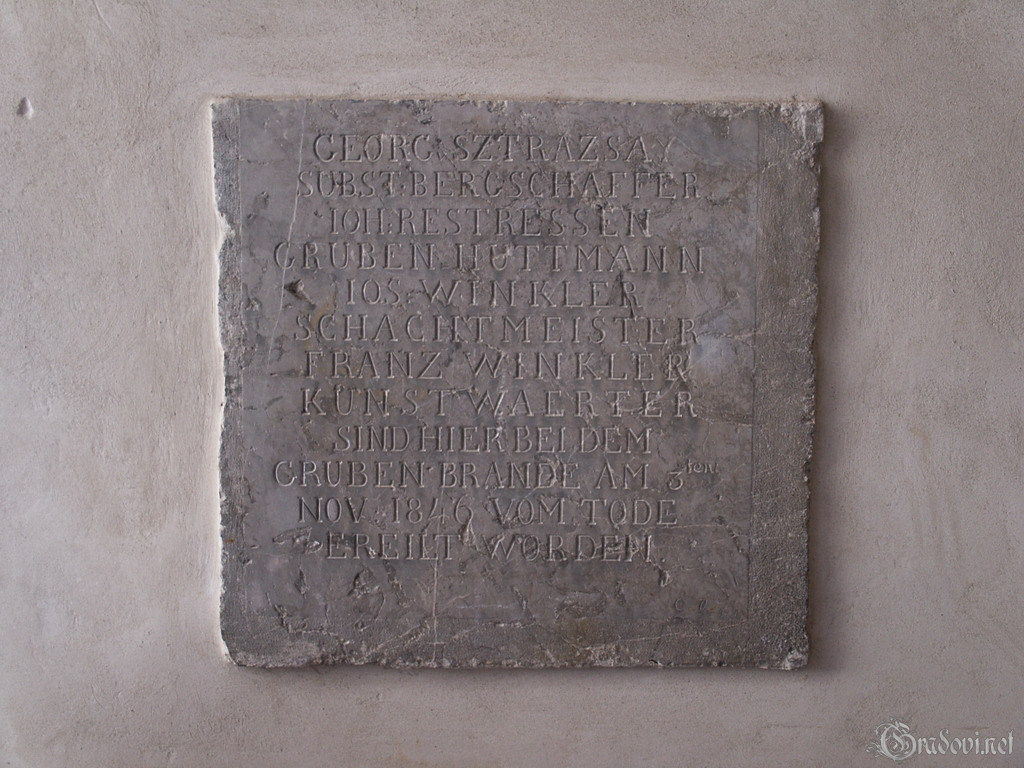 GEORG SZTRAZSAY
SUBST: BERGSCHAFFER
IOH: RESTRESSEN
GRUBEN HUTTMANN
IOS: WINKLER
SCHACHTMEISTER
FRANZ WINKLER
KUNSTWAERTER
SIND HIER BEI DEM
GRUBEN BRANDE AM 3ten
NOV. 1846 VOM TODE
EREILT WORDEN
Gradovi.net